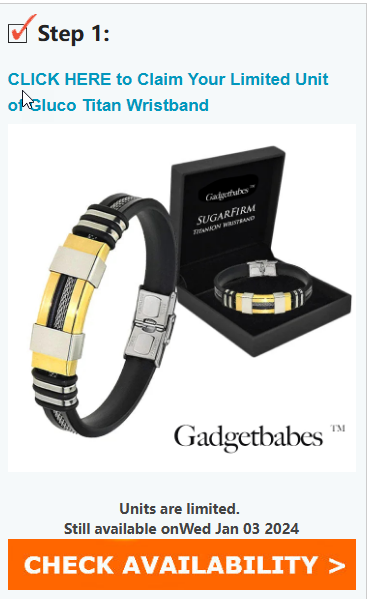 Step 1:
CLICK HERE to Claim Your Limited Unit
of Gluco Titan Wristband
Gadgetbabes™
SUGARFIRM
TITANION WRISTBAND
Gadgetbabes ™
Units are limited.
Still available onWed Jan 03 2024
CHECK AVAILABILITY >